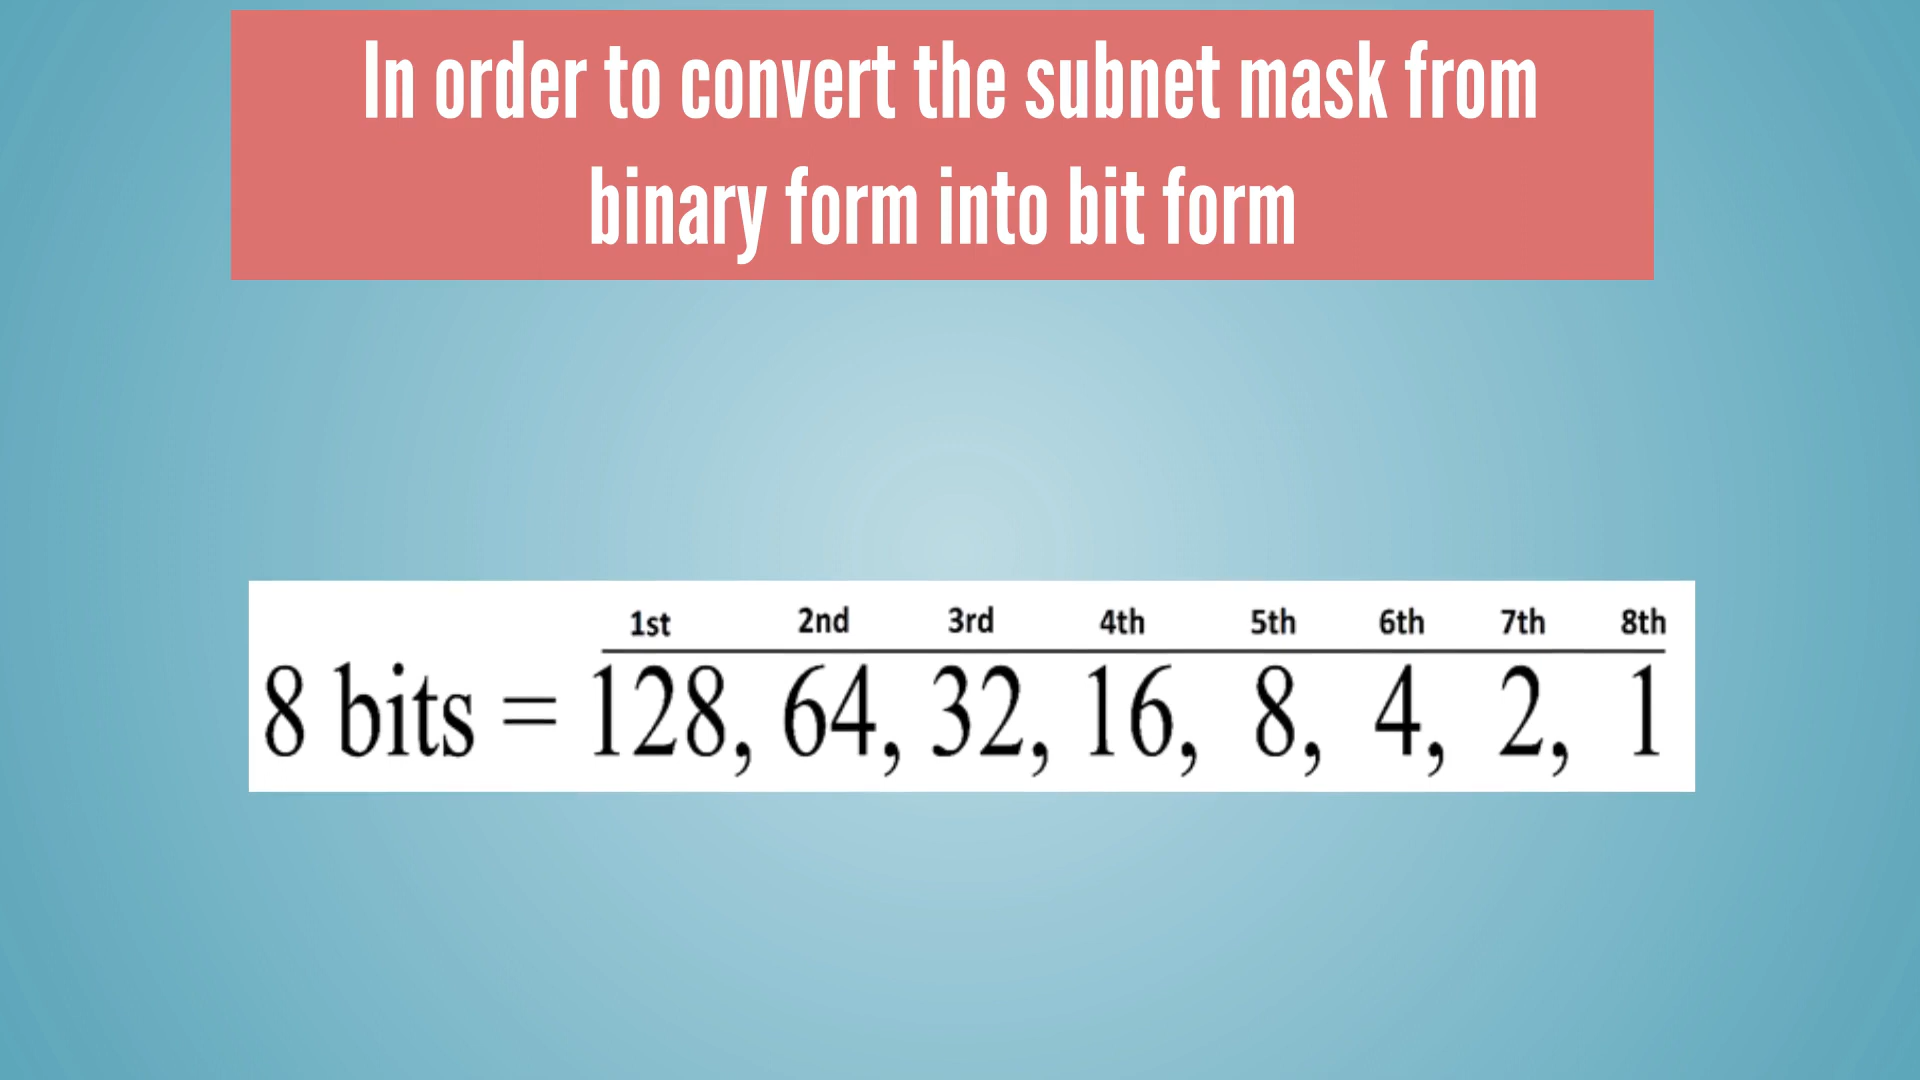 In order to convert the subnet mask from
binary form into bit form
1st 2nd 3rd 4th 5th 6th 7th 8th
8 bits = 128, 64, 32, 16, 8, 4, 2, 1